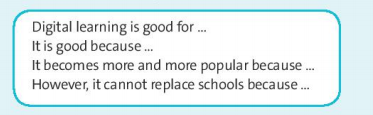 Digital learning is good for ...
It is good because ...
It becomes more and more popular because ...
However, it cannot replace schools because ...